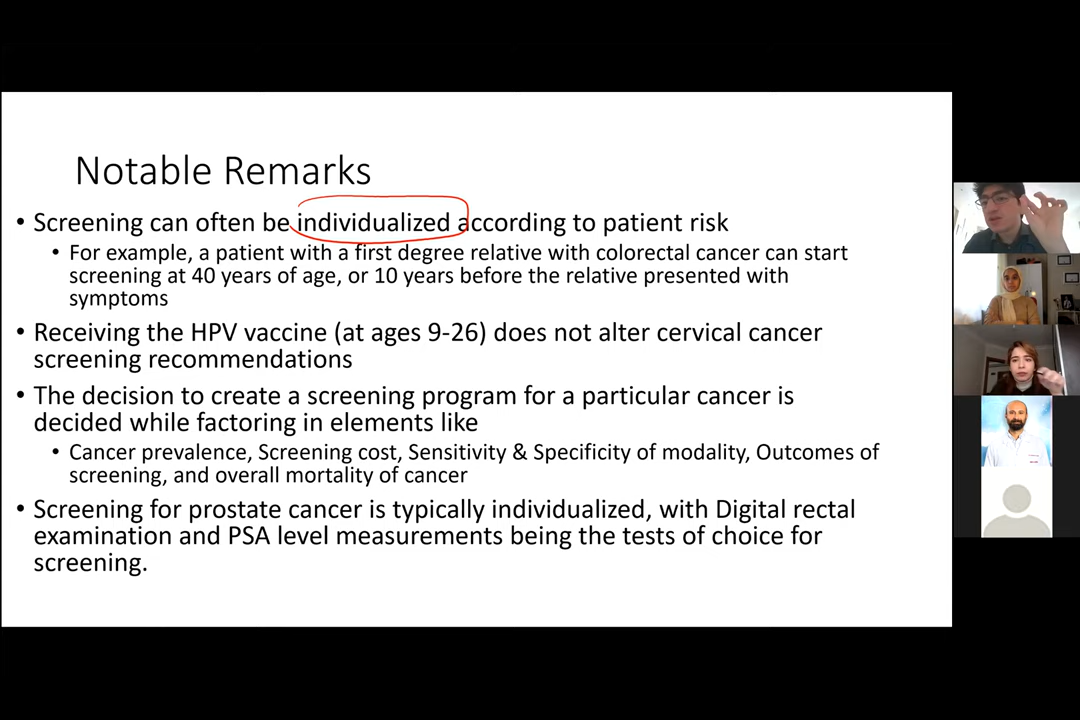 Notable Remarks
• Screening can often be individualized according to patient risk
• For example, a patient with a first degree relative with colorectal cancer can start
screening at 40 years of age, or 10 years before the relative presented with
symptoms
• Receiving the HPV vaccine (at ages 9-26) does not alter cervical cancer
screening recommendations
• The decision to create a screening program for a particular cancer is
decided while factoring in elements like
• Cancer prevalence, Screening cost, Sensitivity & Specificity of modality, Outcomes of
screening, and overall mortality of cancer
• Screening for prostate cancer is typically individualized, with Digital rectal
examination and PSA level measurements being the tests of choice for
screening.